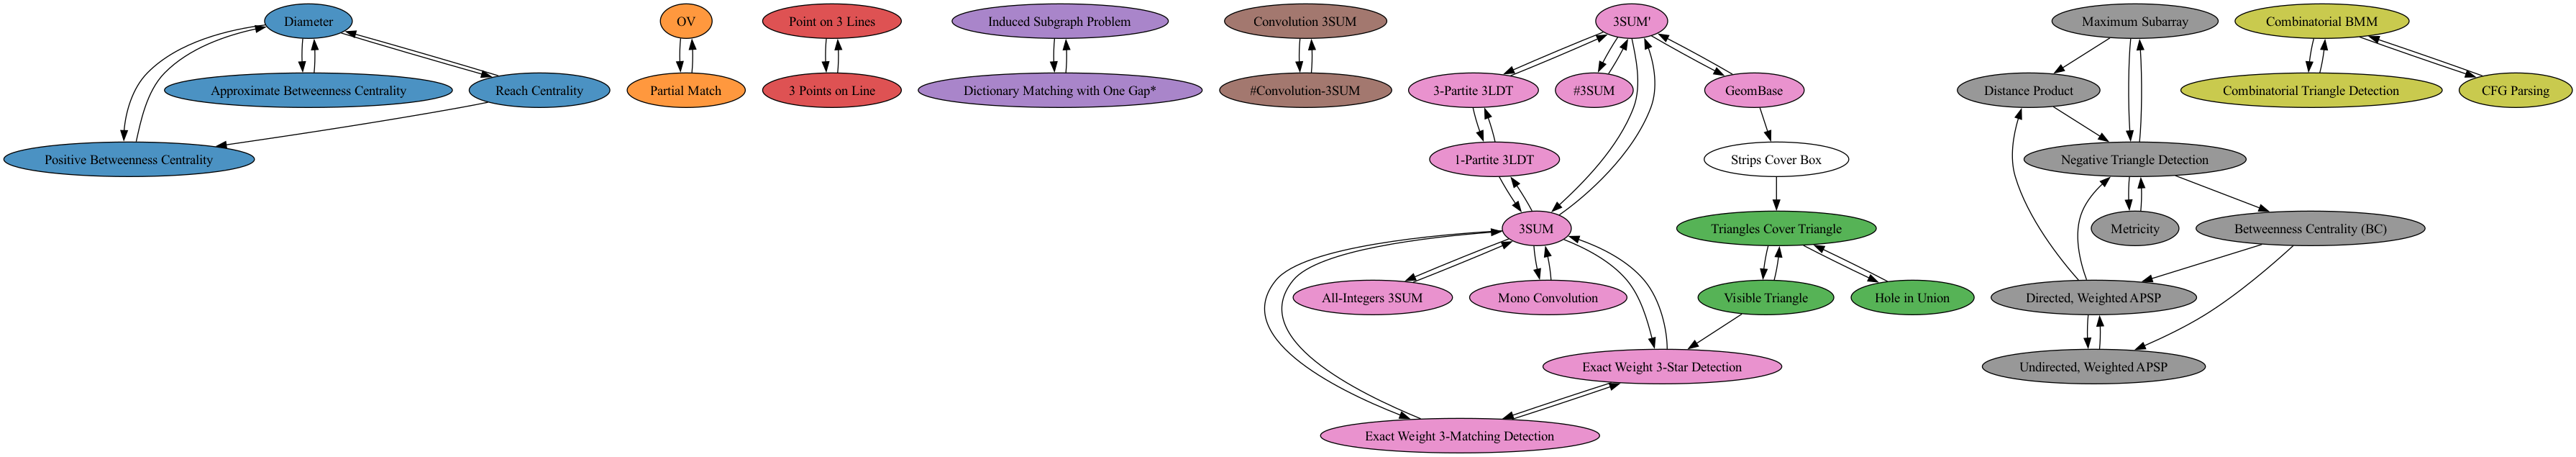 Diameter
OV
Point on 3 Lines
Induced Subgraph Problem
Convolution 3SUM
3SUM'
Maximum Subarray
Combinatorial BMM
Approximate Betweenness Centrality
Reach Centrality
Partial Match
3 Points on Line
Dictionary Matching with One Gap*
#Convolution-3SUM
3-Partite 3LDT
#3SUM
GeomBase
Distance Product
Combinatorial Triangle Detection
CFG Parsing
Positive Betweenness Centrality
1-Partite 3LDT
Strips Cover Box
Negative Triangle Detection
3SUM
Triangles Cover Triangle
Metricity
Betweenness Centrality (BC)
All-Integers 3SUM
Mono Convolution
Visible Triangle
Hole in Union
Directed, Weighted APSP
Exact Weight 3-Star Detection
Undirected, Weighted APSP
Exact Weight 3-Matching Detection